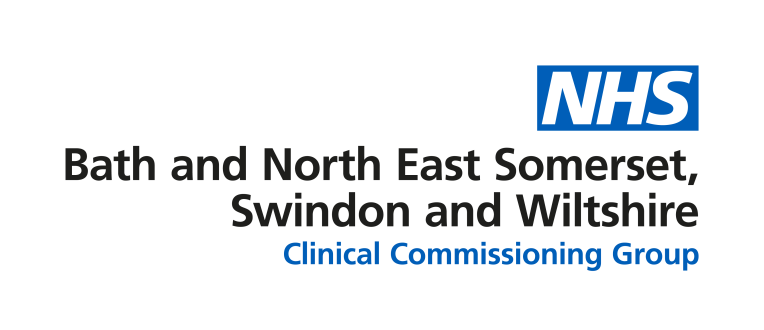 NHS
Bath and North East Somerset,
Swindon and Wiltshire
Clinical Commissioning Group